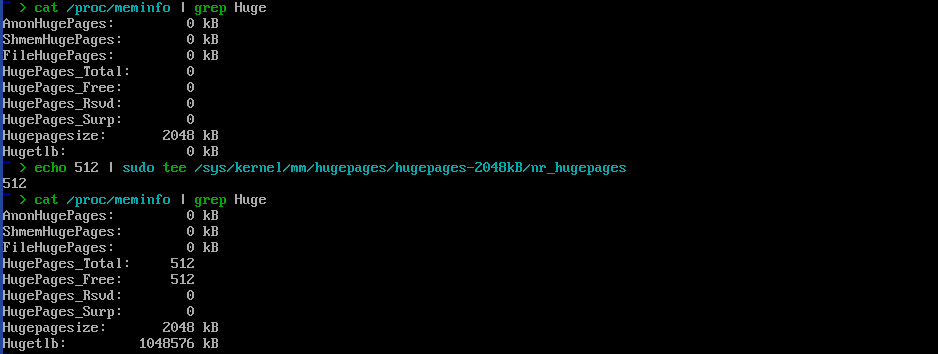 ~ > cat /proc/meminfo | grep Huge
AnonHugePages:         0 kB
ShmemHugePages:        0 kB
FileHugePages:         0 kB
HugePages_Total:       0
HugePages_Free:        0
HugePages_Rsvd:        0
HugePages_Surp:        0
Hugepagesize:       2048 kB
Hugetlb:               0 kB
~ > echo 512 | sudo tee /sys/kernel/mm/hugepages/hugepages-2048kB/nr_hugepages
512
~ > cat /proc/meminfo | grep Huge
AnonHugePages:         0 kB
ShmemHugePages:        0 kB
FileHugePages:         0 kB
HugePages_Total:     512
HugePages_Free:      512
HugePages_Rsvd:        0
HugePages_Surp:        0
Hugepagesize:       2048 kB
Hugetlb:         1048576 kB